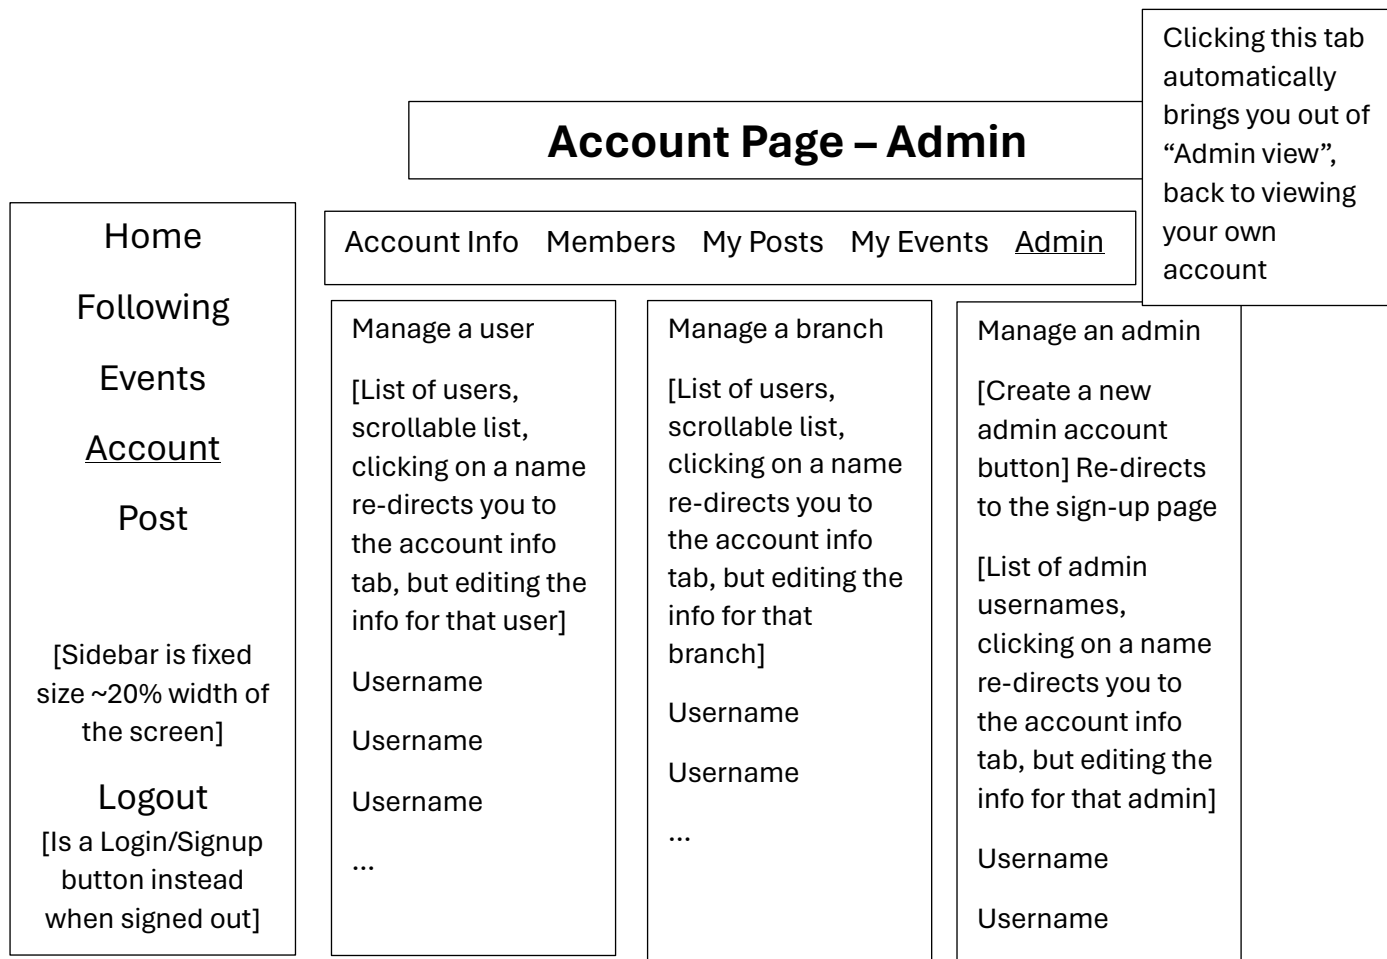 Clicking this tab
automatically
brings you out of
“Admin view”,
back to viewing
your own
account
Account Page – Admin
Home
Following
Events
Account
Post
[Sidebar is fixed
size ~20% width of
the screen]
Logout
[Is a Login/Signup
button instead
when signed out]
Account Info Members My Posts My Events Admin
Manage a user
[List of users,
scrollable list,
clicking on a name
re-directs you to
the account info
tab, but editing the
info for that user]
Username
Username
Username
...
Manage a branch
[List of users,
scrollable list,
clicking on a name
re-directs you to
the account info
tab, but editing the
info for that
branch]
Username
Username
...
Manage an admin
[Create a new
admin account
button] Re-directs
to the sign-up page
[List of admin
usernames,
clicking on a name
re-directs you to
the account info
tab, but editing the
info for that admin]
Username
Username